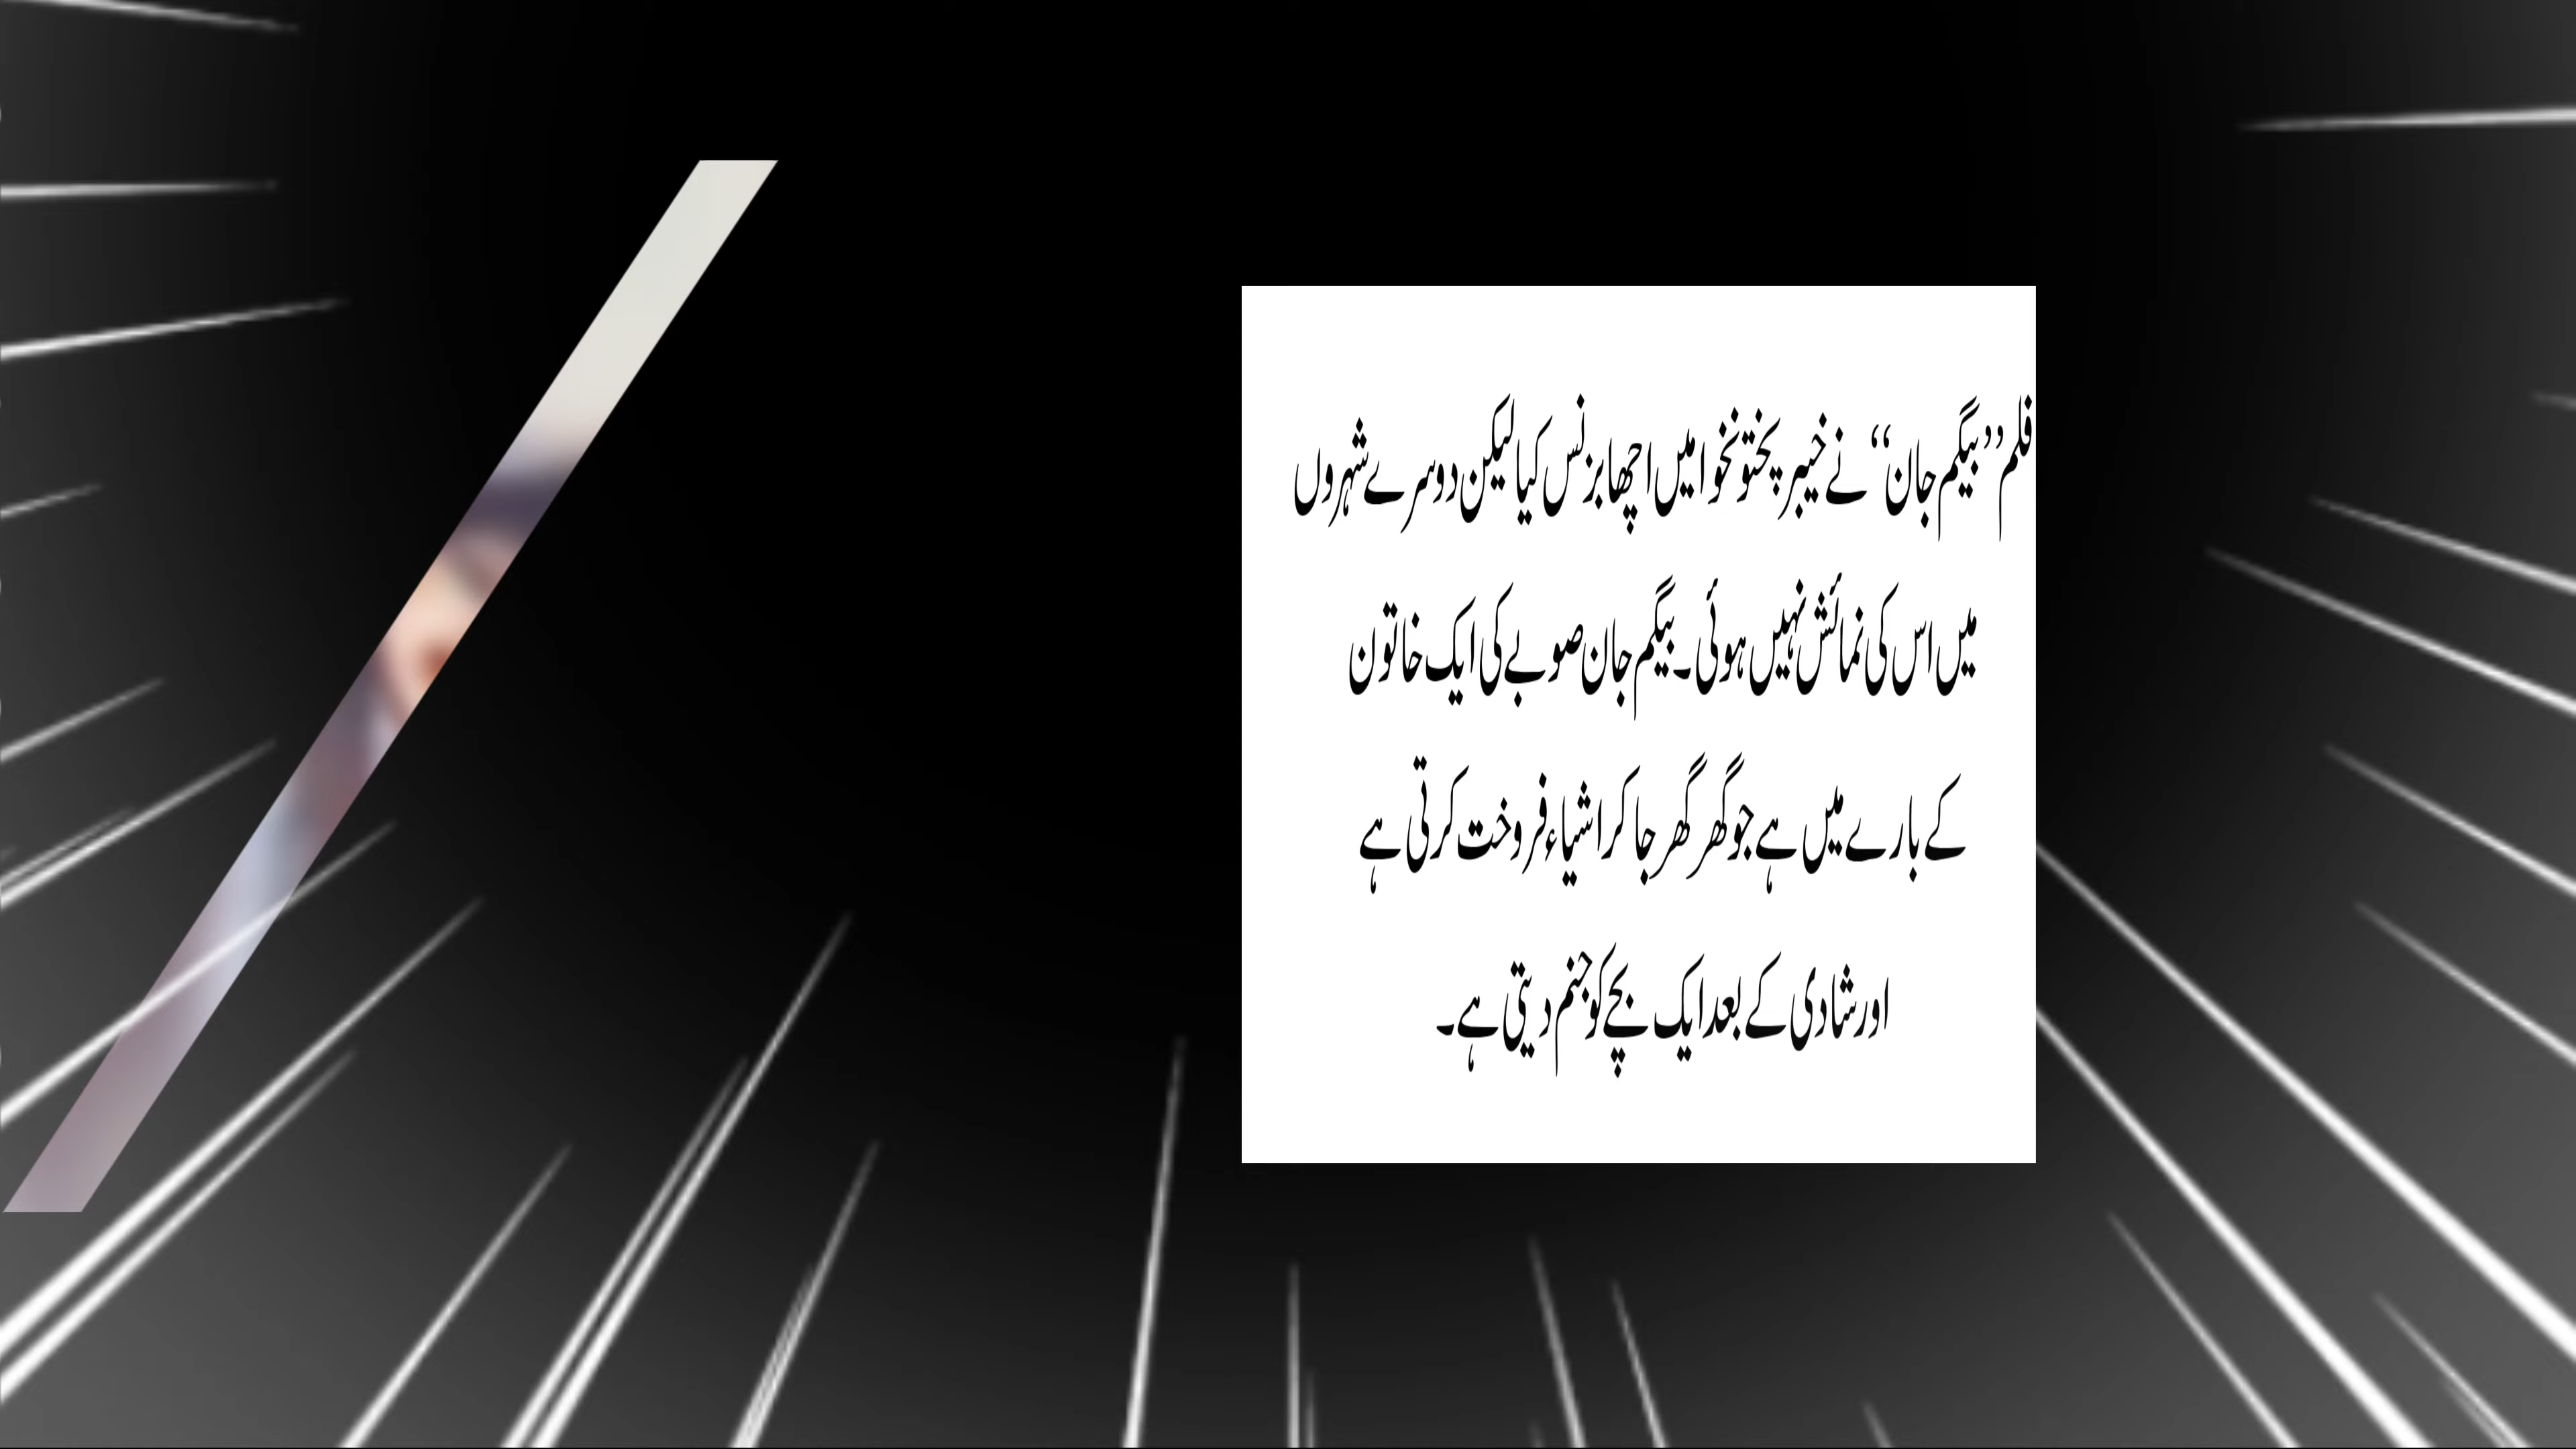 فلم ’’بیگم جان‘‘ نے خیبر پختونخوا میں اچھا بزنس کیا لیکن دوسرے شہروں
میں اس کی نمائش نہیں ہوئی۔ بیگم جان صوبے کی ایک خاتون
کے بارے میں ہے جو گھر گھر جا کر اشیاء فروخت کرتی ہے
اور شادی کے بعد ایک بچے کو جنم دیتی ہے۔